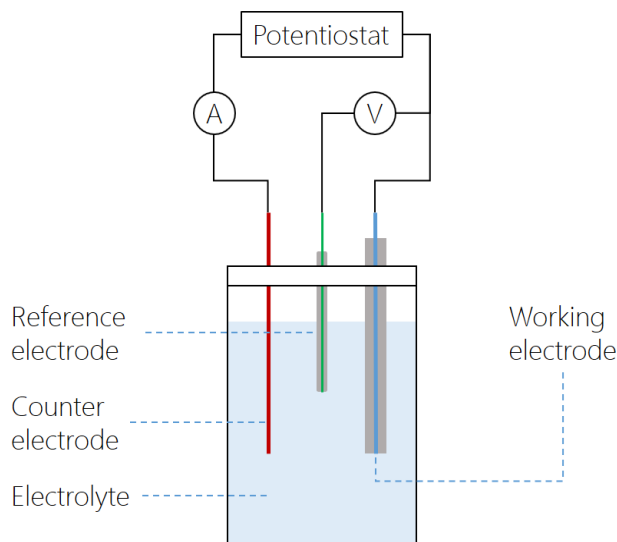 Potentiostat
A
V
Reference
electrode
Working
electrode
Counter
electrode
Electrolyte